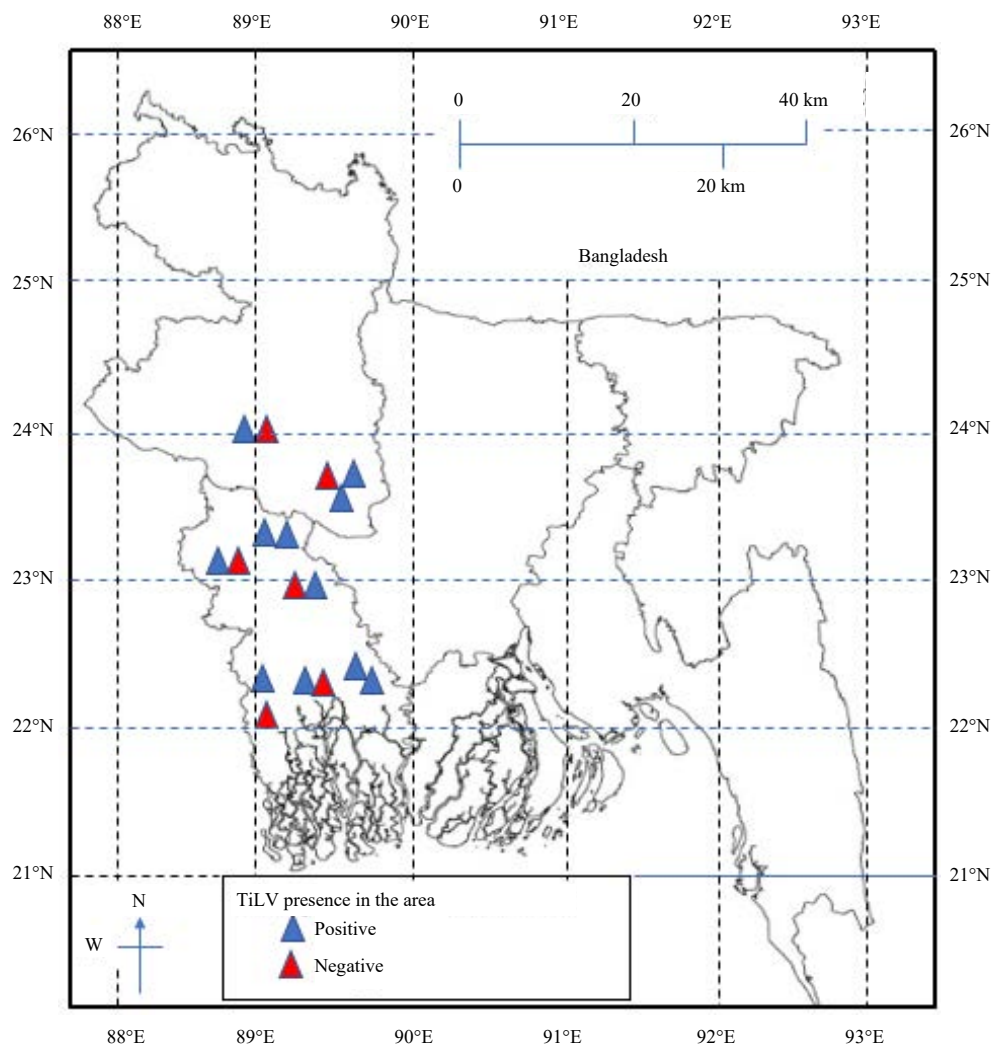 88°E 89°E 90°E 91°E 92°E 93°E
0 20 40 km
26°N 26°N
0 20 km
Bangladesh
25°N 25°N
24°N 24°N
23°N 23°N
22°N 22°N
21°N 21°N
TiLV presence in the area
N
Positive
W
Negative
88°E 89°E 90°E 91°E 92°E 93°E